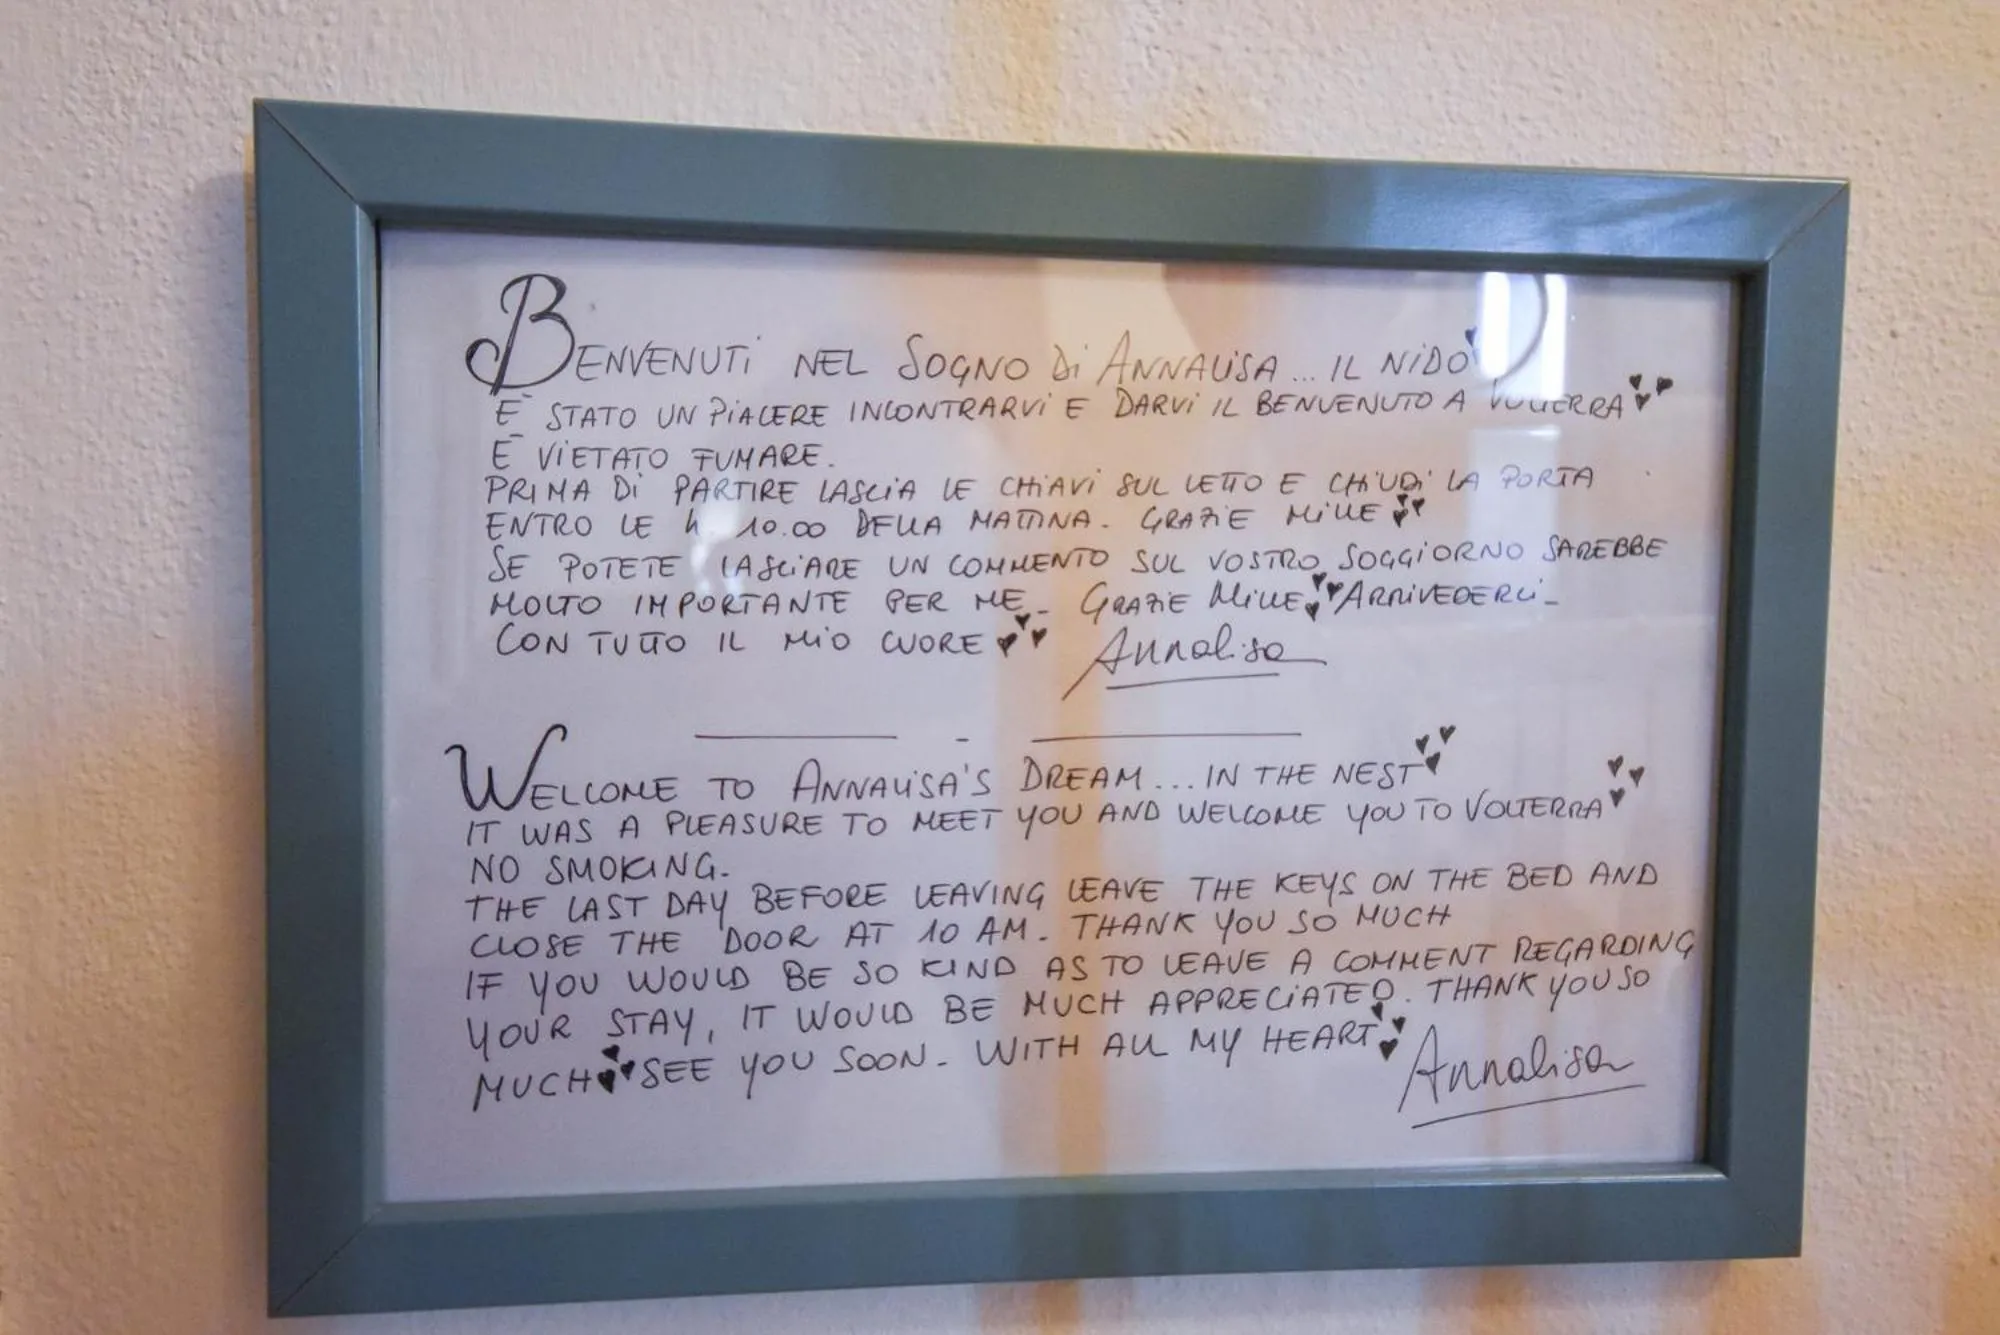 BENVENUTI NEL SOGNO Di ANNALiSA ... IL NiDO
E' STATO UN PiACERE INCONTRARVi E DARVi iL BENVENUTO A VOLTERRA
E' ViETATO FUMARE.
PRIMA Di PARTIRE LASCiA LE CHiAVi SUL LETTO E CHiUDi LA PORTA
ENTRO LE h 10.00 DELLA MATTINA. GRAZiE MiLLE
SE POTETE LASCiARE UN COMMENTO SUL VOSTRO SOGGiORNO SAREBBE
MOLTO IMPORTANTE PER ME_ GRAZiE MiLLE ARRiVEDERCi_
CON TUTTO IL MiO CUORE Annalisa
WELCOME TO ANNALiSA'S DREAM ... IN THE NEST
IT WAS A PLEASURE TO MEET YOU AND WELCOME YOU TO VOLTERRA
NO SMOKiNG.
THE LAST DAY BEFORE LEAVING LEAVE THE KEYS ON THE BED AND
CLOSE THE DOOR AT 10 AM. THANK YOU SO MUCH
IF YOU WOULD BE SO KIND AS TO LEAVE A COMMENT REGARDING
YOUR STAY, IT WOULD BE MUCH APPRECiATED. THANK YOU SO
MUCH SEE YOU SOON_ WITH ALL MY HEART Annalisa